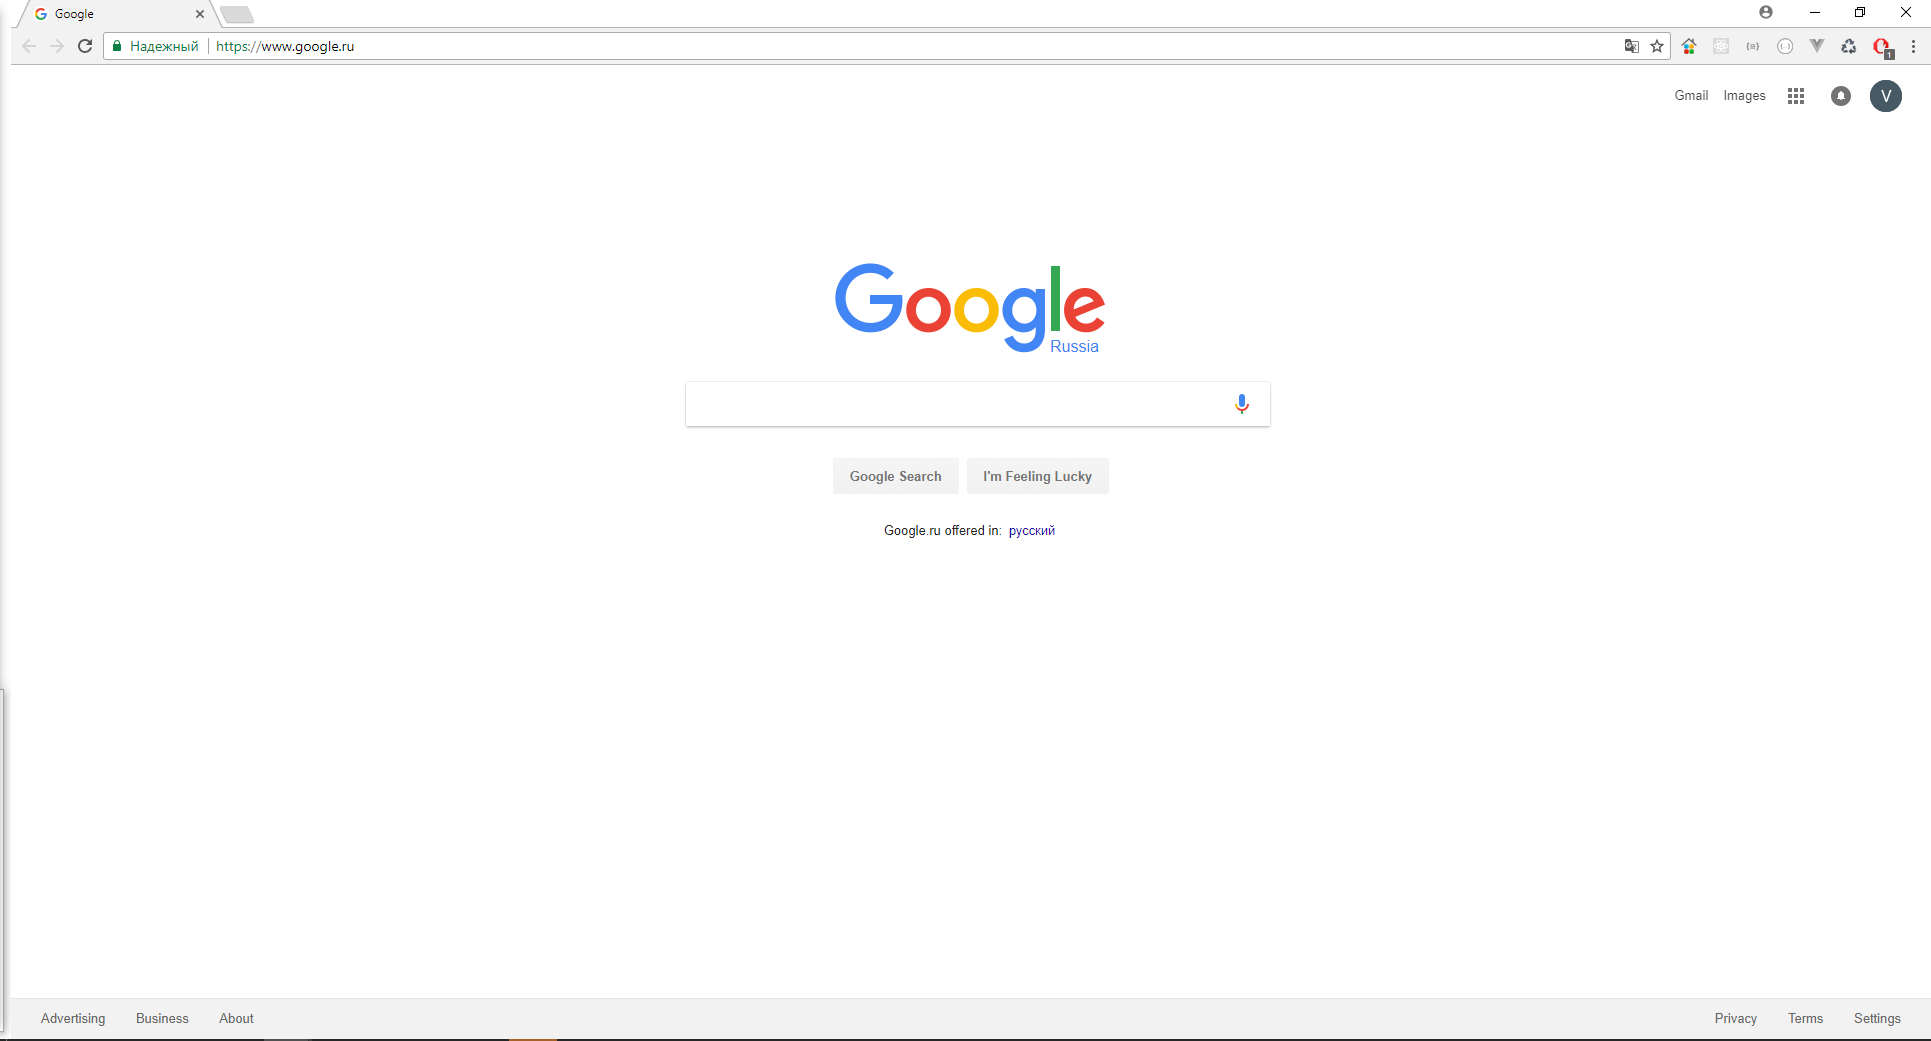 Google
Надежный https://www.google.ru
1
Gmail Images V
Google
Russia
Google Search I'm Feeling Lucky
Google.ru offered in: русский
Advertising Business About Privacy Terms Settings